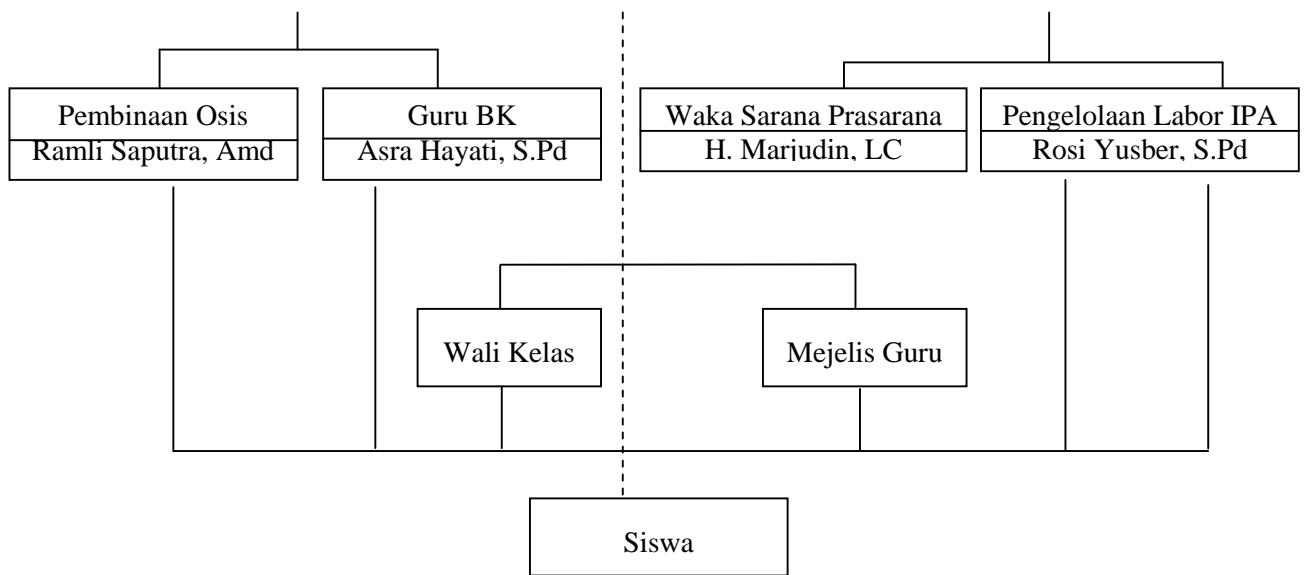 Pembinaan Osis
Ramli Saputra, Amd
Guru BK
Asra Hayati, S.Pd
Waka Sarana Prasarana
H. Marjudin, LC
Pengelolaan Labor IPA
Rosi Yusber, S.Pd
Wali Kelas
Mejelis Guru
Siswa